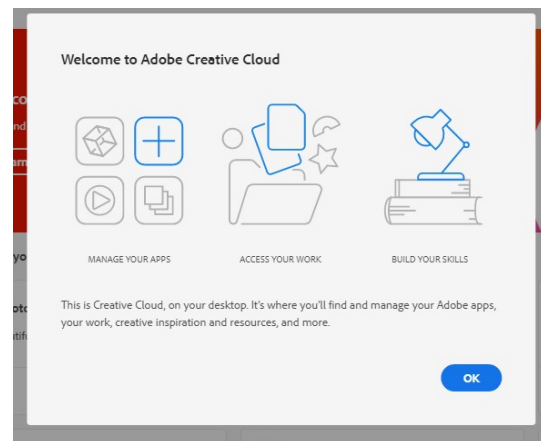 Welcome to Adobe Creative Cloud
MANAGE YOUR APPS
ACCESS YOUR WORK
BUILD YOUR SKILLS
This is Creative Cloud, on your desktop. It's where you'll find and manage your Adobe apps,
your work, creative inspiration and resources, and more.
OK